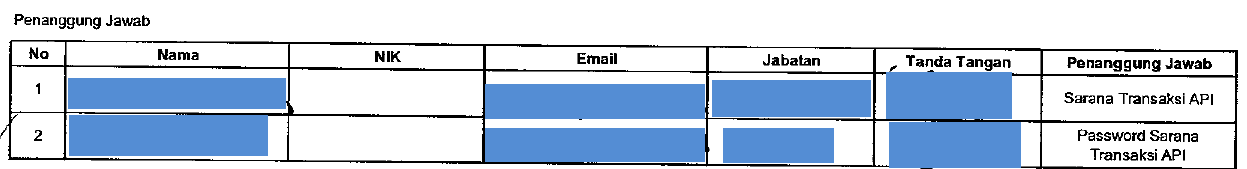 Penanggung Jawab
No Nama NIK Email Jabatan Tanda Tangan Penanggung Jawab
1 Sarana Transaksi API
2 Password Sarana
Transaksi API